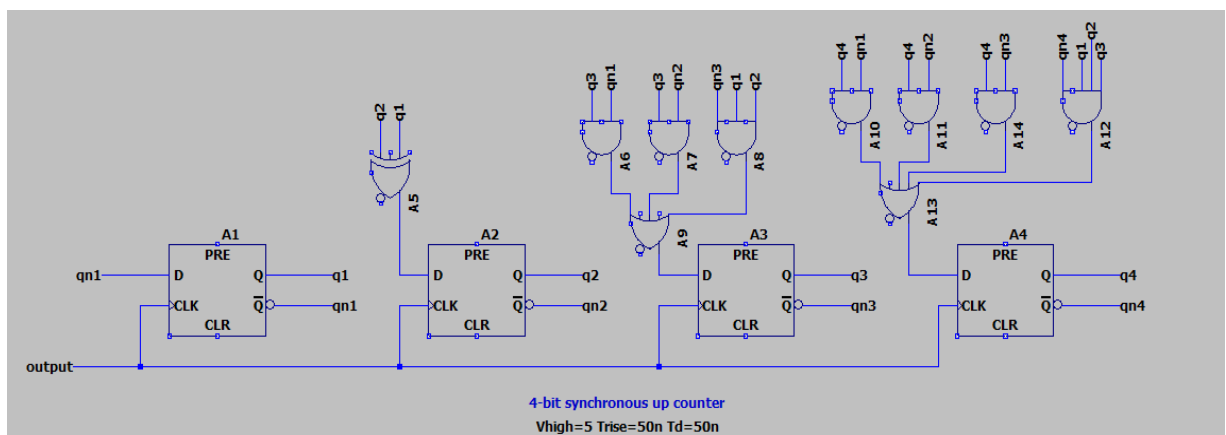 q2
q1
A5
q3
qn1
A6
q3
qn2
A7
qn3
q1
q2
A8
A9
q4
qn1
A10
q4
qn2
A11
q4
qn3
A14
qn4
q1
q2
q3
A12
A13
A1
PRE
qn1
D
Q
q1
CLK
Q
qn1
CLR
A2
PRE
D
Q
q2
CLK
Q
qn2
CLR
A3
PRE
D
Q
q3
CLK
Q
qn3
CLR
A4
PRE
D
Q
q4
CLK
Q
qn4
CLR
output
4-bit synchronous up counter
Vhigh=5 Trise=50n Td=50n